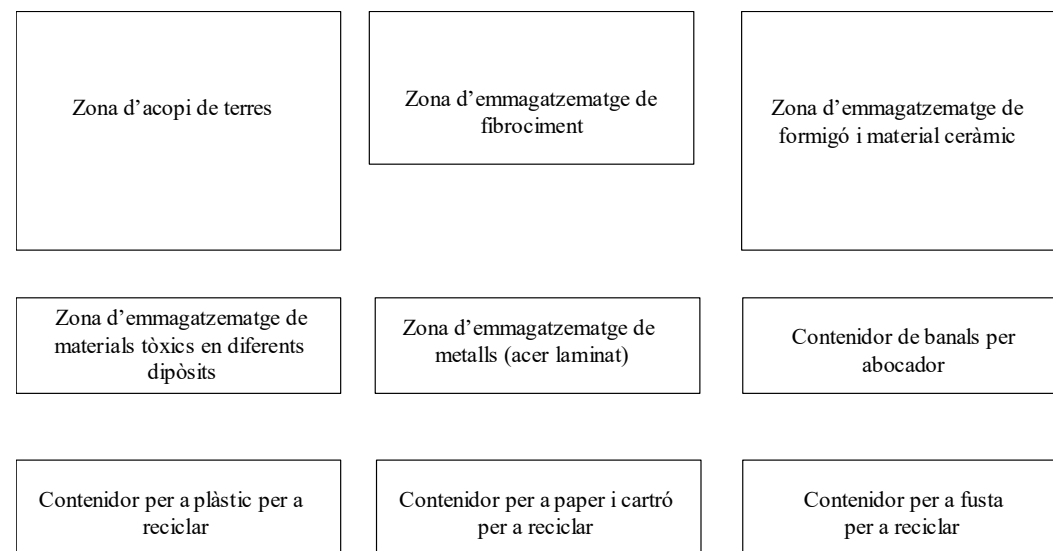 Zona d’acopi de terres
Zona d’emmagatzematge de
fibrociment
Zona d’emmagatzematge de
formigó i material ceràmic
Zona d’emmagatzematge de
materials tòxics en diferents
dipòsits
Zona d’emmagatzematge de
metalls (acer laminat)
Contenidor de banals per
abocador
Contenidor per a plàstic per a
reciclar
Contenidor per a paper i cartró
per a reciclar
Contenidor per a fusta
per a reciclar